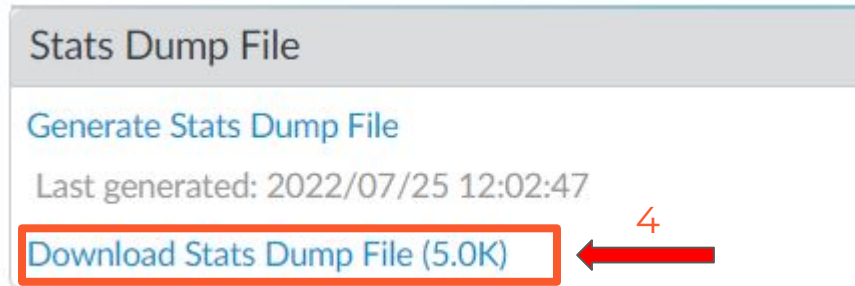 Stats Dump File
Generate Stats Dump File
Last generated: 2022/07/25 12:02:47
4
Download Stats Dump File (5.0K)